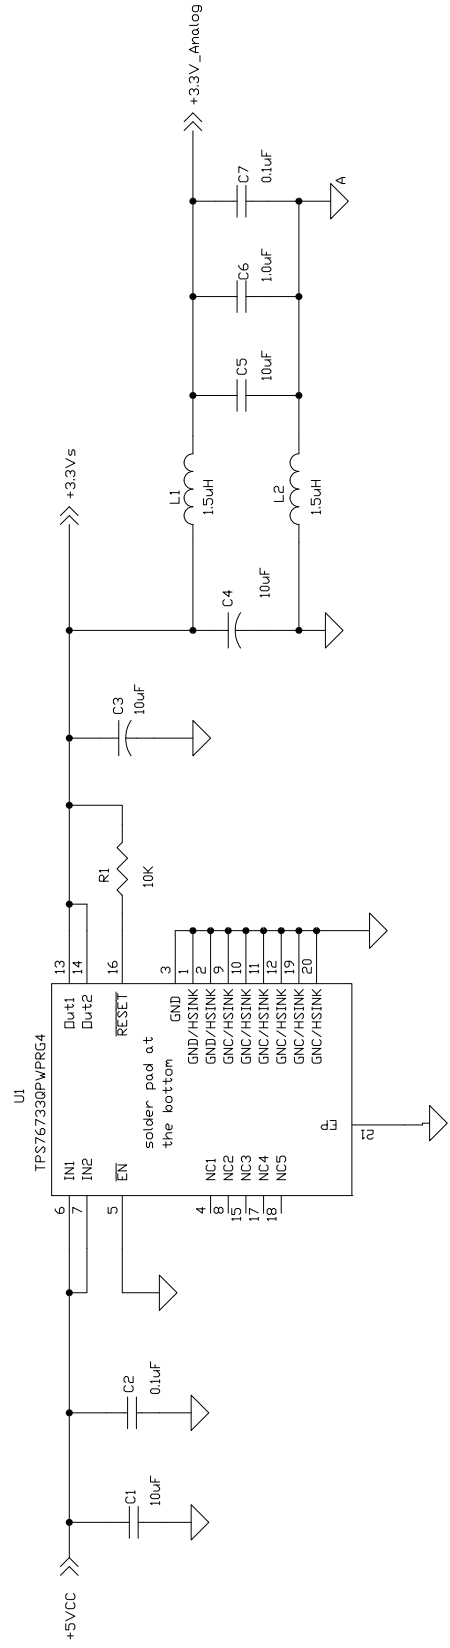 +5VCC
C1
10uF
C2
0.1uF
U1
TPS76733QPWPRG4
6
IN1
7
IN2
5
EN
4
NC1
8
NC2
15
NC3
17
NC4
18
NC5
solder pad at
the bottom
EP
21
Out1
13
Out2
14
RESET
16
GND
3
GND/HSINK
1
GND/HSINK
2
GNC/HSINK
9
GNC/HSINK
10
GNC/HSINK
11
GNC/HSINK
12
GNC/HSINK
19
GNC/HSINK
20
R1
10K
C3
10uF
+3.3Vs
C4
10uF
L1
1.5uH
L2
1.5uH
C5
10uF
C6
1.0uF
C7
0.1uF
A
+3.3V_Analog